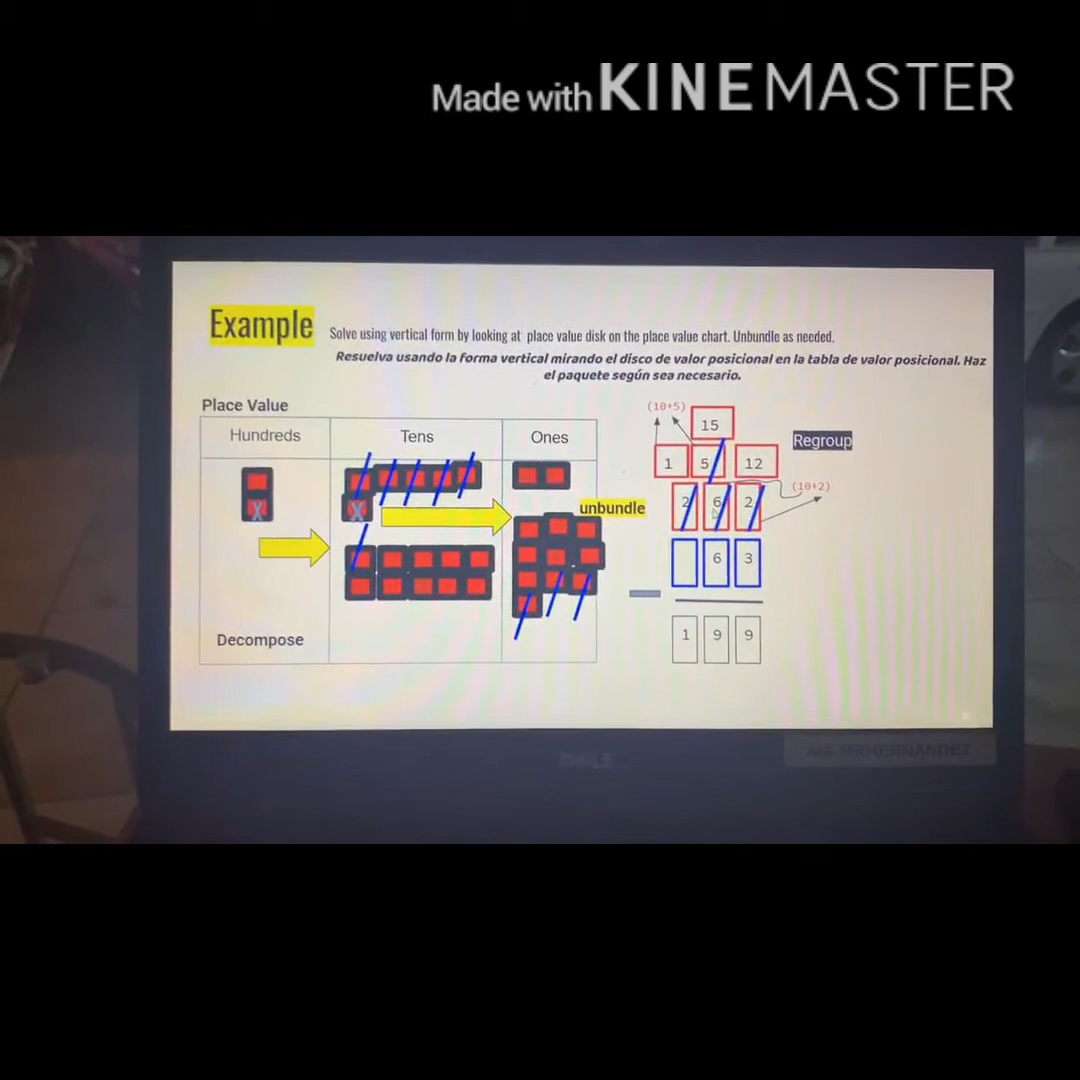 Made with KINEMASTER
Example
Solve using vertical form by looking at place value disk on the place value chart. Unbundle as needed.
Resuelva usando la forma vertical mirando el disco de valor posicional en la tabla de valor posicional. Haz
el paquete según sea necesario.
Place Value
Hundreds Tens Ones
X X
unbundle
Decompose
(10+5)
15
Regroup
1 5 12
(10+2)
2 6 2
6 3
1 9 9